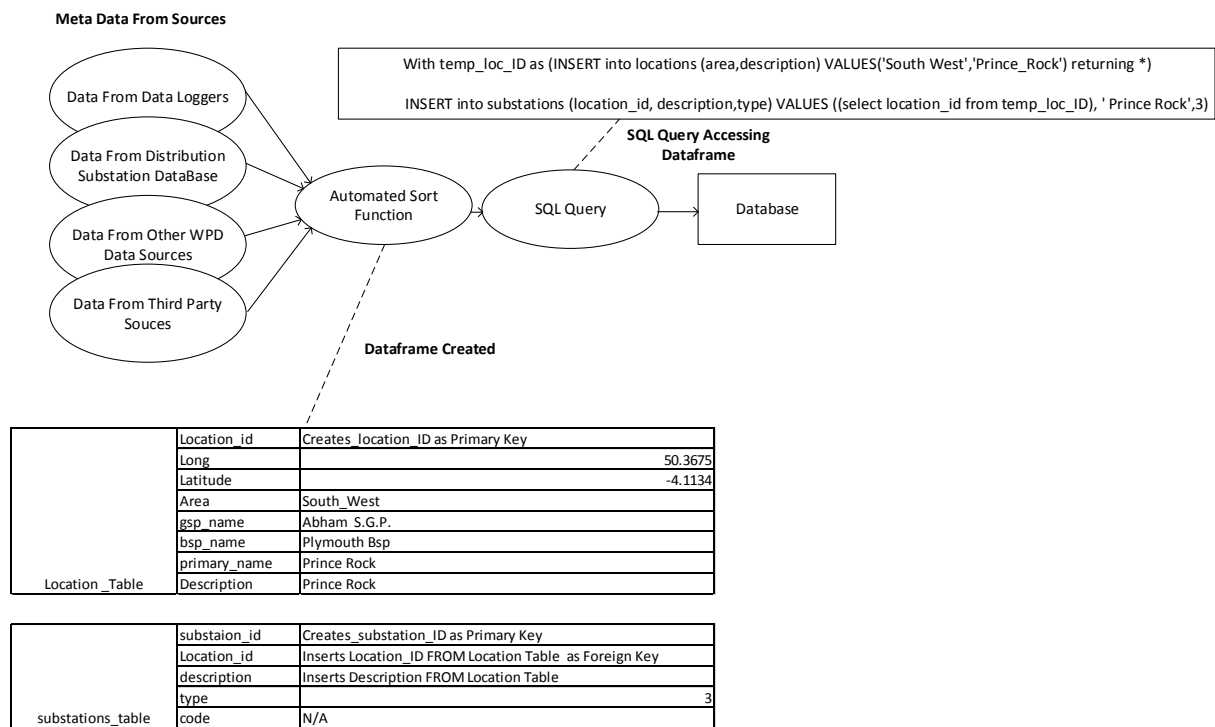 Meta Data From Sources
With temp_loc_ID as (INSERT into locations (area,description) VALUES('South West','Prince_Rock') returning *)
INSERT into substations (location_id, description,type) VALUES ((select location_id from temp_loc_ID), ' Prince Rock',3)
Data From Data Loggers
Data From Distribution
Substation DataBase
Data From Other WPD
Data Sources
Data From Third Party
Souces
Automated Sort
Function
SQL Query Accessing
Dataframe
SQL Query
Database
Dataframe Created
Location_id Creates_location_ID as Primary Key
Long 50.3675
Latitude -4.1134
Area South_West
gsp_name Abham S.G.P.
bsp_name Plymouth Bsp
primary_name Prince Rock
Location _Table Description Prince Rock
substaion_id Creates_substation_ID as Primary Key
Location_id Inserts Location_ID FROM Location Table as Foreign Key
description Inserts Description FROM Location Table
type 3
substations_table code N/A